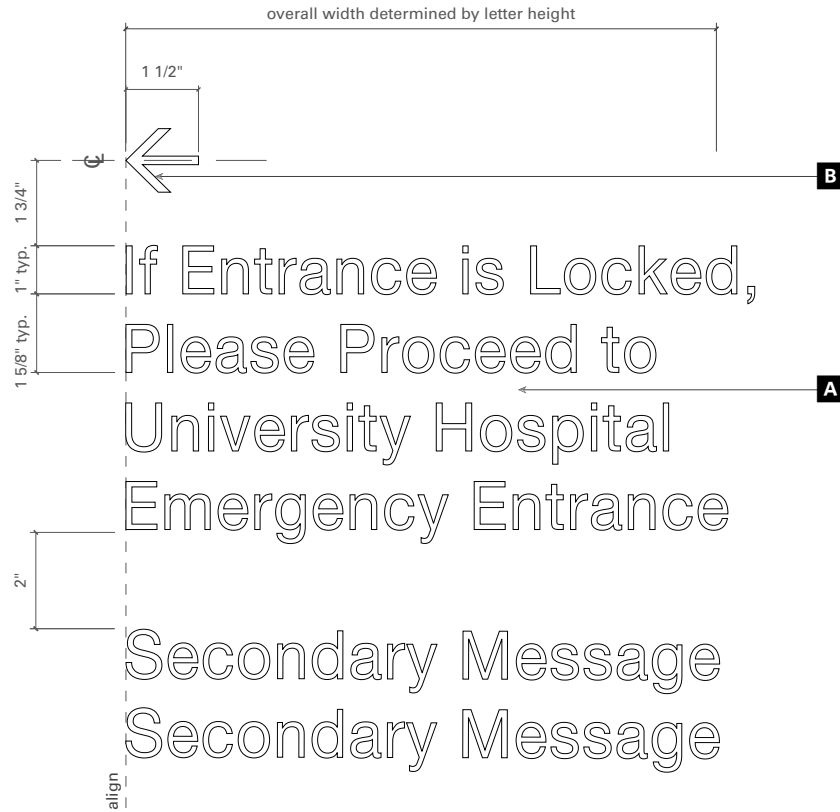 overall width determined by letter height
1 1/2"
℄
B
1 3/4"
1" typ.
If Entrance is Locked,
1 5/8" typ.
Please Proceed to
A
University Hospital
Emergency Entrance
2"
Secondary Message
Secondary Message
align